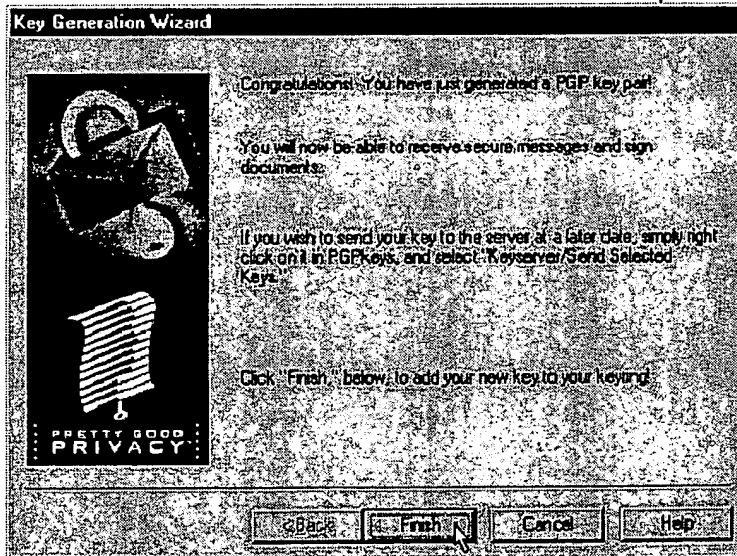 Key Generation Wizard
Congratulations! You have just generated a PGP key pair!
You will now be able to receive secure messages and sign
documents.
If you wish to send your key to the server at a later date, simply right
click on it in PGPkeys, and select "Keyserver/Send Selected
Keys."
Click "Finish," below, to add your new key to your keyring!
PRETTY GOOD
PRIVACY
<Back
Finish
Cancel
Help